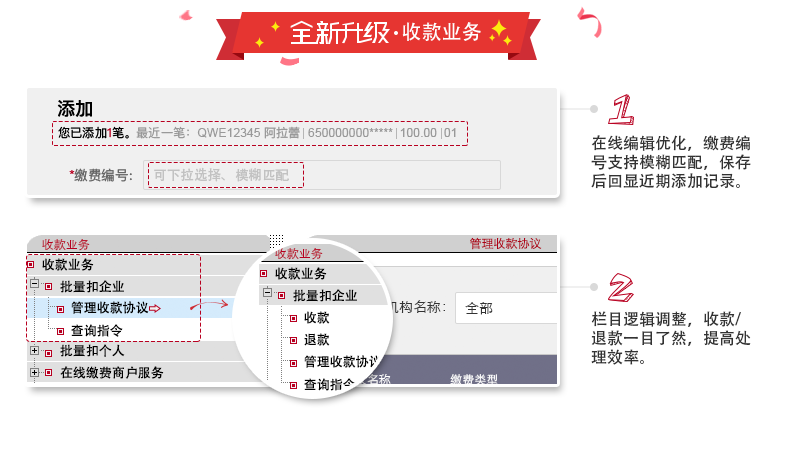 全新升级·收款业务
添加
您已添加1笔。最近一笔：QWE12345 阿拉蕾|650000000*****|100.00|01
*缴费编号：
可下拉选择、模糊匹配
1
在线编辑优化，缴费编
号支持模糊匹配，保存
后回显近期添加记录。
收款业务
收款业务
批量扣企业
管理收款协议
查询指令
批量扣个人
在线缴费商户服务
收款业务
收款业务
批量扣企业
收款
退款
管理收款协议
查询指令
管理收款协议
机构名称：
全部
名称
缴费类型
2
栏目逻辑调整，收款/
退款一目了然，提高处
理效率。